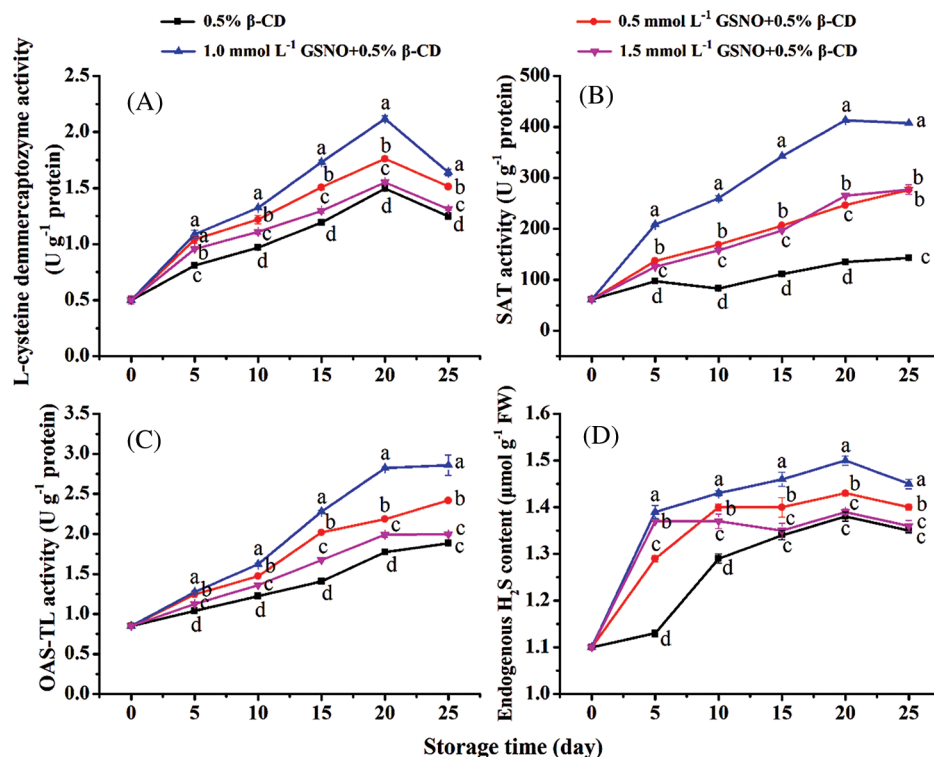 0.5% β-CD
0.5 mmol L⁻¹ GSNO+0.5% β-CD
1.0 mmol L⁻¹ GSNO+0.5% β-CD
1.5 mmol L⁻¹ GSNO+0.5% β-CD
(A)
L-cysteine demmercaptozyme activity
(U g⁻¹ protein)
2.5
2.0
1.5
1.0
0.5
0.0
a a a a a
a b b b b
b c c c c
c d d d d
0 5 10 15 20 25
(B)
SAT activity (U g⁻¹ protein)
500
400
300
200
100
0
a a a a a
b b b b b
c c c c
d d d d c
0 5 10 15 20 25
(C)
OAS-TL activity (U g⁻¹ protein)
3.5
3.0
2.5
2.0
1.5
1.0
0.5
0.0
a a a a a
b b b b b
c c c c c
d d d d c
0 5 10 15 20 25
(D)
Endogenous H₂S content (μmol g⁻¹ FW)
1.6
1.5
1.4
1.3
1.2
1.1
1.0
a a a a a
b b b b b
c c c c c
d d c c c
0 5 10 15 20 25
Storage time (day)